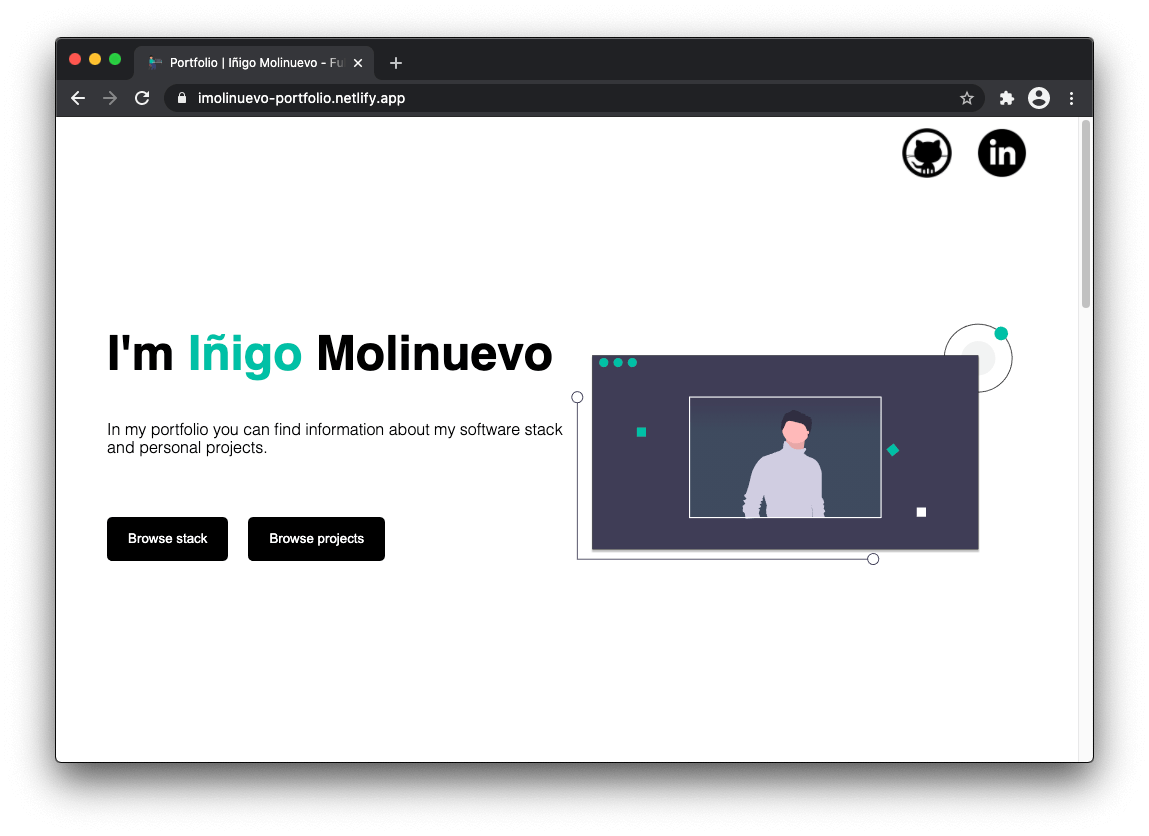 Portfolio | Iñigo Molinuevo - Fu
imolinuevo-portfolio.netlify.app
in
I'm Iñigo Molinuevo
In my portfolio you can find information about my software stack
and personal projects.
Browse stack
Browse projects